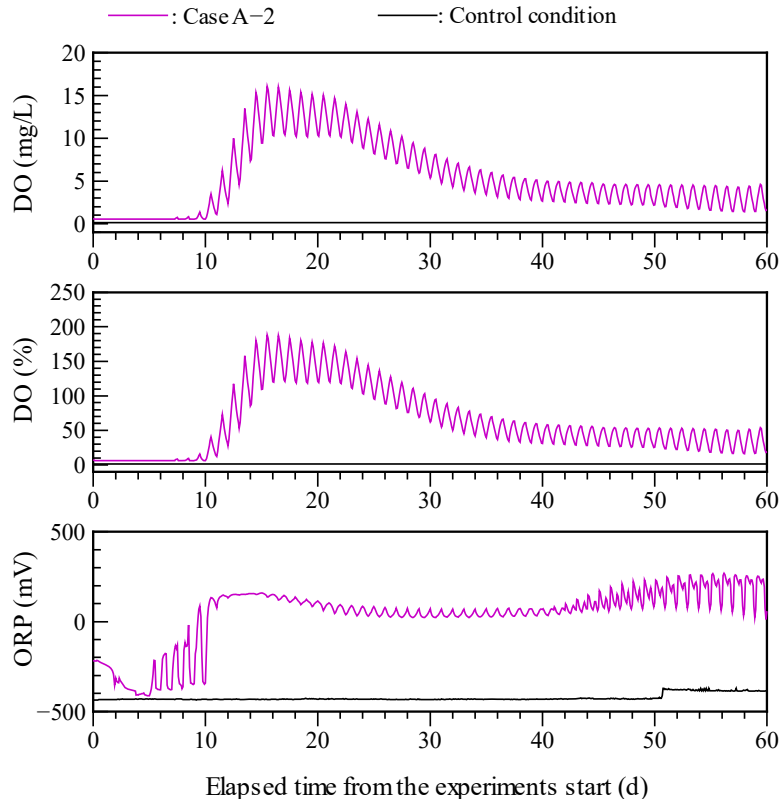 : Case A−2 : Control condition
20
15
10
5
0
DO (mg/L)
0 10 20 30 40 50 60
250
200
150
100
50
0
DO (%)
0 10 20 30 40 50 60
500
0
−500
ORP (mV)
0 10 20 30 40 50 60
Elapsed time from the experiments start (d)